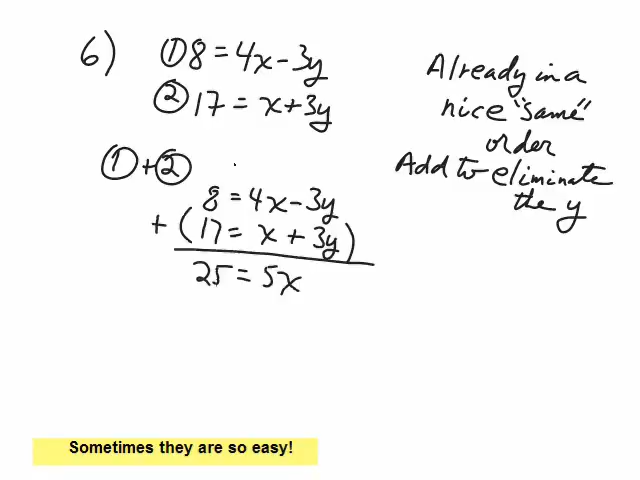 6) ① 8 = 4x - 3y
② 17 = x + 3y
Already in a
nice "same"
order
Add to eliminate
the y
① + ②
8 = 4x - 3y
+ ( 17 = x + 3y )
25 = 5x
Sometimes they are so easy!